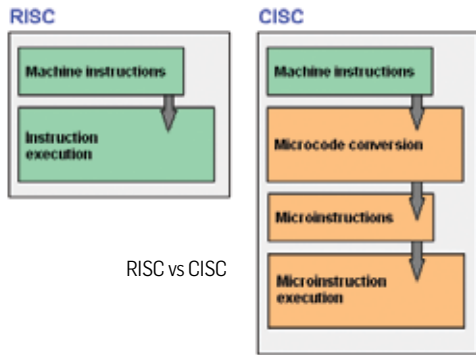 RISC
Machine instructions
Instruction
execution
CISC
Machine instructions
Microcode conversion
Microinstructions
Microinstruction
execution
RISC vs CISC